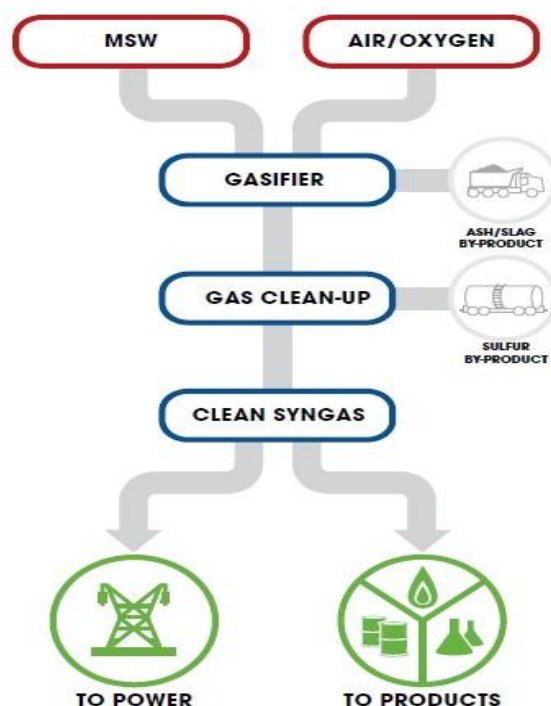 MSW
AIR/OXYGEN
GASIFIER
ASH/SLAG
BY-PRODUCT
GAS CLEAN-UP
SULFUR
BY-PRODUCT
CLEAN SYNGAS
TO POWER
TO PRODUCTS